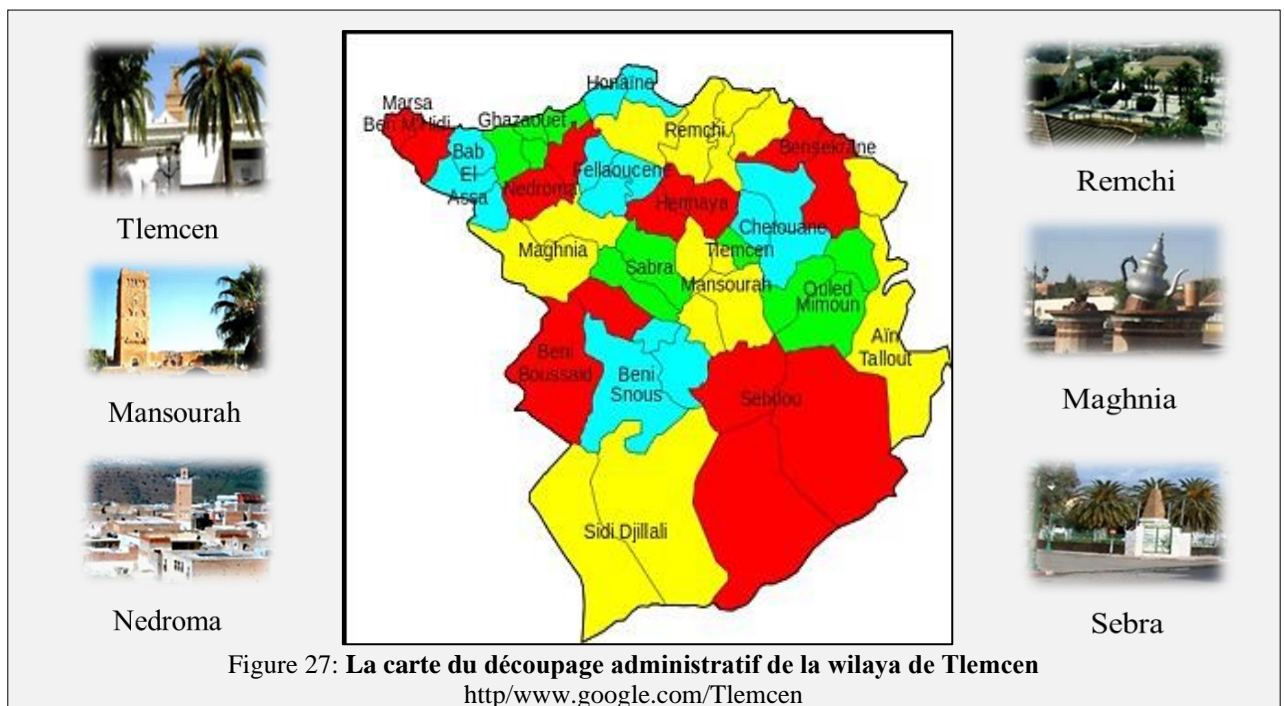 Tlemcen
Mansourah
Nedroma
Marsa
Ben M'Hidi
Honaïne
Ghazaouet
Bab
El
Assa
Nedroma
Fellaoucene
Remchi
Bensekrane
Hennaya
Chetouane
Maghnia
Sabra
Tlemcen
Mansourah
Ouled
Mimoun
Aïn
Tallout
Beni
Boussaid
Beni
Snous
Sebdou
Sidi Djillali
Remchi
Maghnia
Sebra
Figure 27: La carte du découpage administratif de la wilaya de Tlemcen
http/www.google.com/Tlemcen